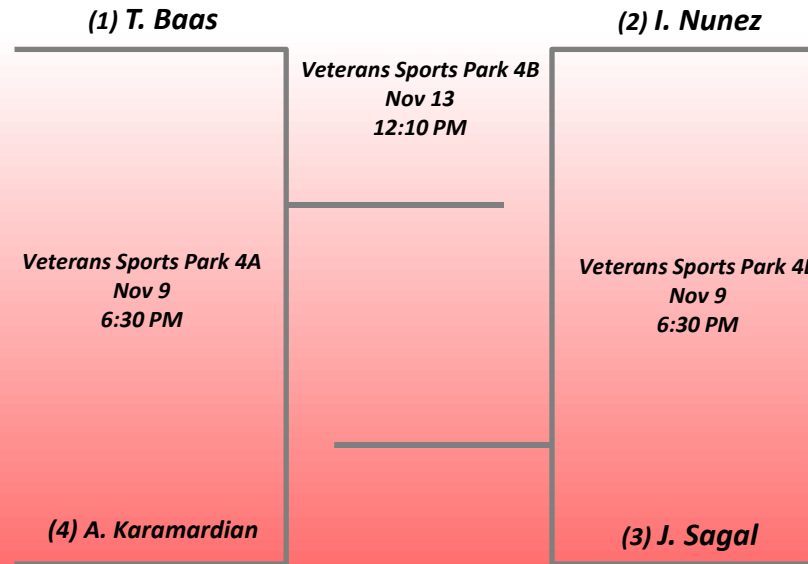 (1) T. Baas
(2) I. Nunez
Veterans Sports Park 4B
Nov 13
12:10 PM
Veterans Sports Park 4A
Nov 9
6:30 PM
Veterans Sports Park
Nov 9
6:30 PM
(4) A. Karamardian
(3) J. Sagal